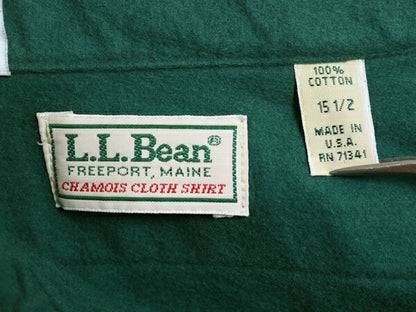 L.L.Bean®
FREEPORT, MAINE
CHAMOIS CLOTH SHIRT
100%
COTTON
15 1/2
MADE IN
U.S.A.
RN 71341